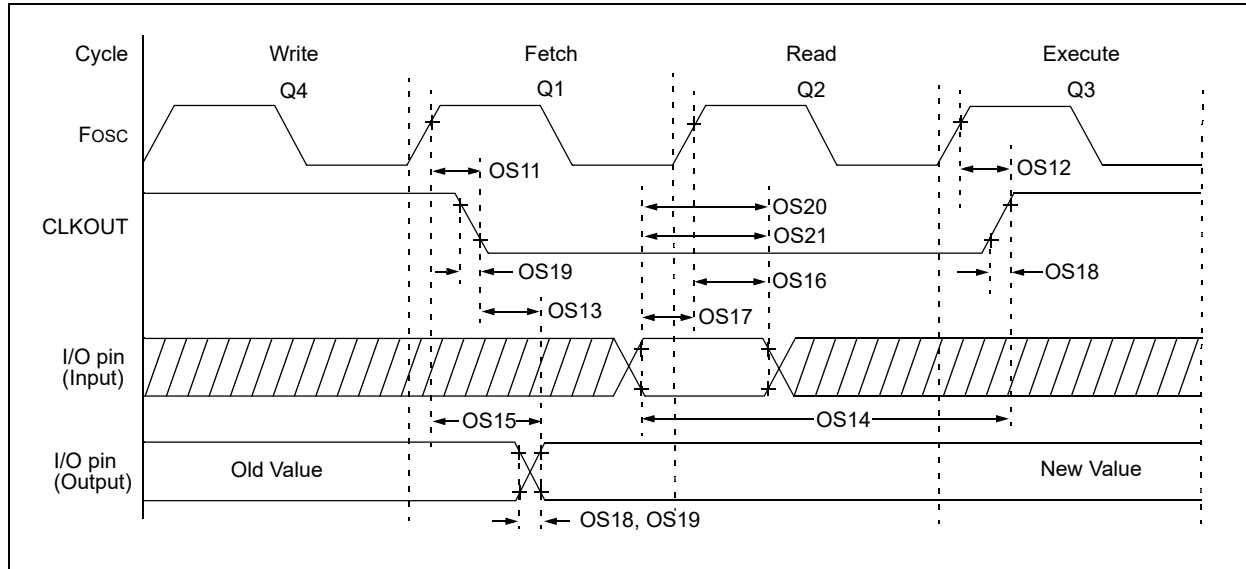 Cycle Write Fetch Read Execute
Q4 Q1 Q2 Q3
Fosc
OS11 OS12
CLKOUT
OS20
OS21
OS19 OS18
OS16
OS13 OS17
I/O pin
(Input)
OS15 OS14
I/O pin
(Output)
Old Value New Value
OS18, OS19